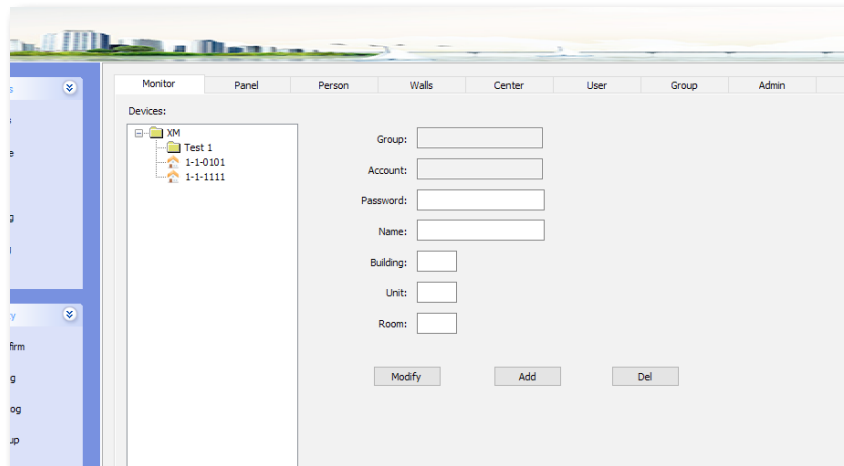 Monitor Panel Person Walls Center User Group Admin
Devices:
XM
Test 1
1-1-0101
1-1-1111
Group:
Account:
Password:
Name:
Building:
Unit:
Room:
Modify Add Del